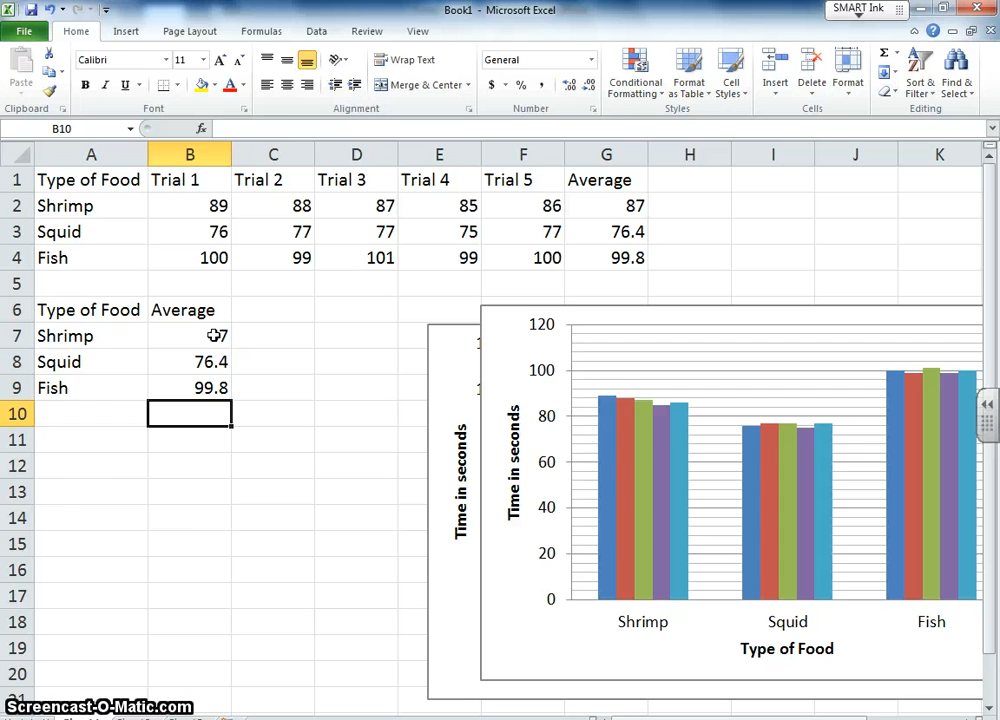 Book1 - Microsoft Excel
SMART Ink
File Home Insert Page Layout Formulas Data Review View
Calibri 11 Wrap Text General
Paste B I U Merge & Center $ % , .00 Conditional Formatting Format as Table Cell Styles Insert Delete Format Sort & Filter Find & Select
Clipboard Font Alignment Number Styles Cells Editing
B10 fx
A B C D E F G H I J K
1 Type of Food Trial 1 Trial 2 Trial 3 Trial 4 Trial 5 Average
2 Shrimp 89 88 87 85 86 87
3 Squid 76 77 77 75 77 76.4
4 Fish 100 99 101 99 100 99.8
5
6 Type of Food Average
7 Shrimp 7
8 Squid 76.4
9 Fish 99.8
10
11
12
13
14
15
16
17
18
19
20
Time in seconds
120
100
80
60
40
20
0
Time in seconds
Shrimp Squid Fish
Type of Food
Screencast-O-Matic.com